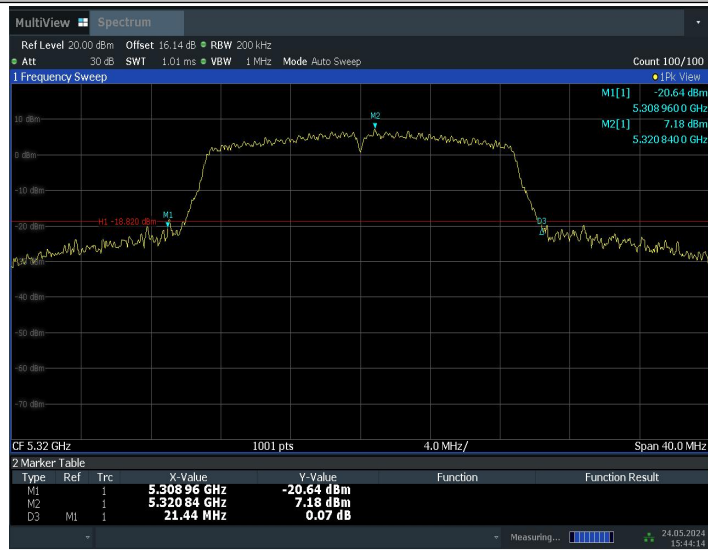 MultiView Spectrum
Ref Level 20.00 dBm Offset 16.14 dB RBW 200 kHz
Att 30 dB SWT 1.01 ms VBW 1 MHz Mode Auto Sweep Count 100/100
1 Frequency Sweep 1Pk View
M1[1] -20.64 dBm
5.308 960 0 GHz
M2[1] 7.18 dBm
5.320 840 0 GHz
M2
10 dBm
0 dBm
-10 dBm
M1
H1 -18.820 dBm
D3
-20 dBm
-30 dBm
-40 dBm
-50 dBm
-60 dBm
-70 dBm
CF 5.32 GHz 1001 pts 4.0 MHz/ Span 40.0 MHz
2 Marker Table
Type Ref Trc X-Value Y-Value Function Function Result
M1 1 5.308 96 GHz -20.64 dBm
M2 1 5.320 84 GHz 7.18 dBm
D3 M1 1 21.44 MHz 0.07 dB
Measuring... 24.05.2024
15:44:14